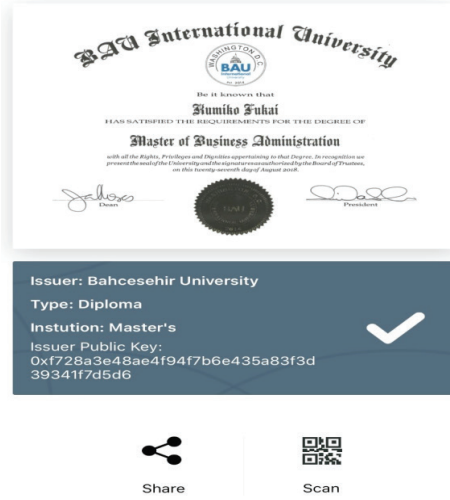 BAU International University
WASHINGTON D.C.
BAU
International
Be it known that
Rumiko Fukai
HAS SATISFIED THE REQUIREMENTS FOR THE DEGREE OF
Master of Business Administration
with all the Rights, Privileges and Dignities appertaining to that Degree. In recognition we
present the seal of the University and the signatures as authorised by the Board of Trustees,
on this twenty-seventh day of August 2018.
Dean
President
Issuer: Bahcesehir University
Type: Diploma
Instution: Master's
Issuer Public Key:
0xf728a3e48ae4f94f7b6e435a83f3d
39341f7d5d6
Share
Scan